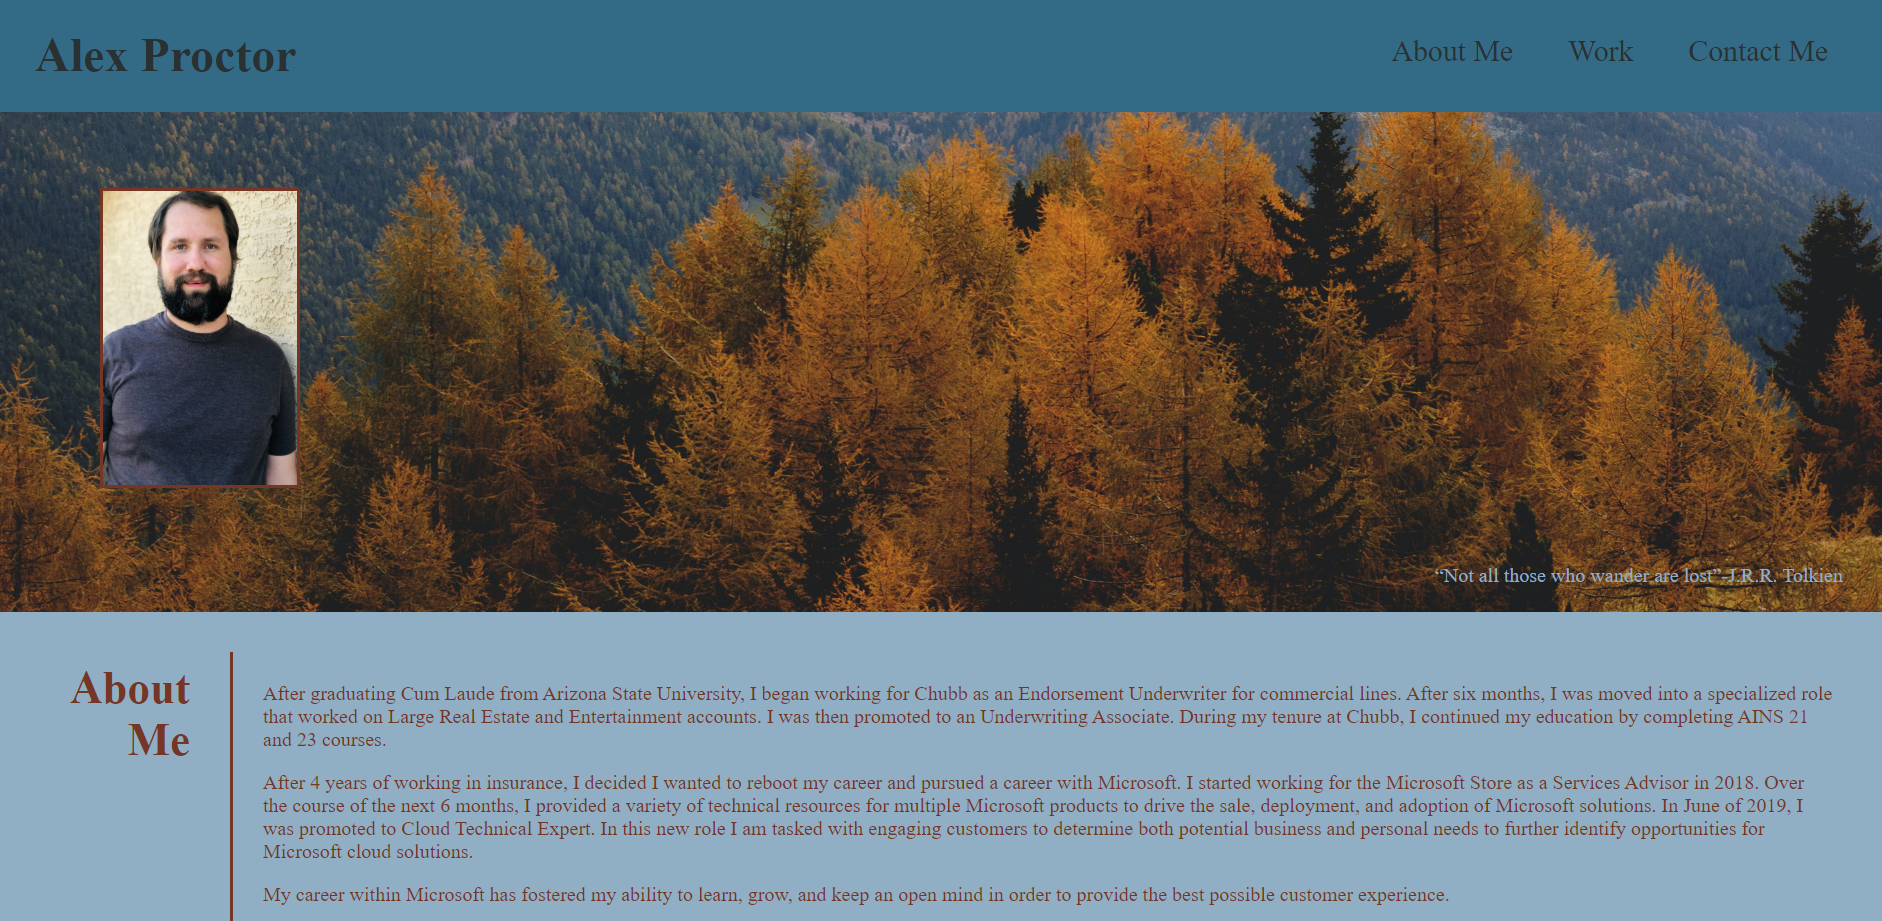 Alex Proctor
About Me
Work
Contact Me
“Not all those who wander are lost”-J.R.R. Tolkien
About
Me
After graduating Cum Laude from Arizona State University, I began working for Chubb as an Endorsement Underwriter for commercial lines. After six months, I was moved into a specialized role
that worked on Large Real Estate and Entertainment accounts. I was then promoted to an Underwriting Associate. During my tenure at Chubb, I continued my education by completing AINS 21
and 23 courses.
After 4 years of working in insurance, I decided I wanted to reboot my career and pursued a career with Microsoft. I started working for the Microsoft Store as a Services Advisor in 2018. Over
the course of the next 6 months, I provided a variety of technical resources for multiple Microsoft products to drive the sale, deployment, and adoption of Microsoft solutions. In June of 2019, I
was promoted to Cloud Technical Expert. In this new role I am tasked with engaging customers to determine both potential business and personal needs to further identify opportunities for
Microsoft cloud solutions.
My career within Microsoft has fostered my ability to learn, grow, and keep an open mind in order to provide the best possible customer experience.